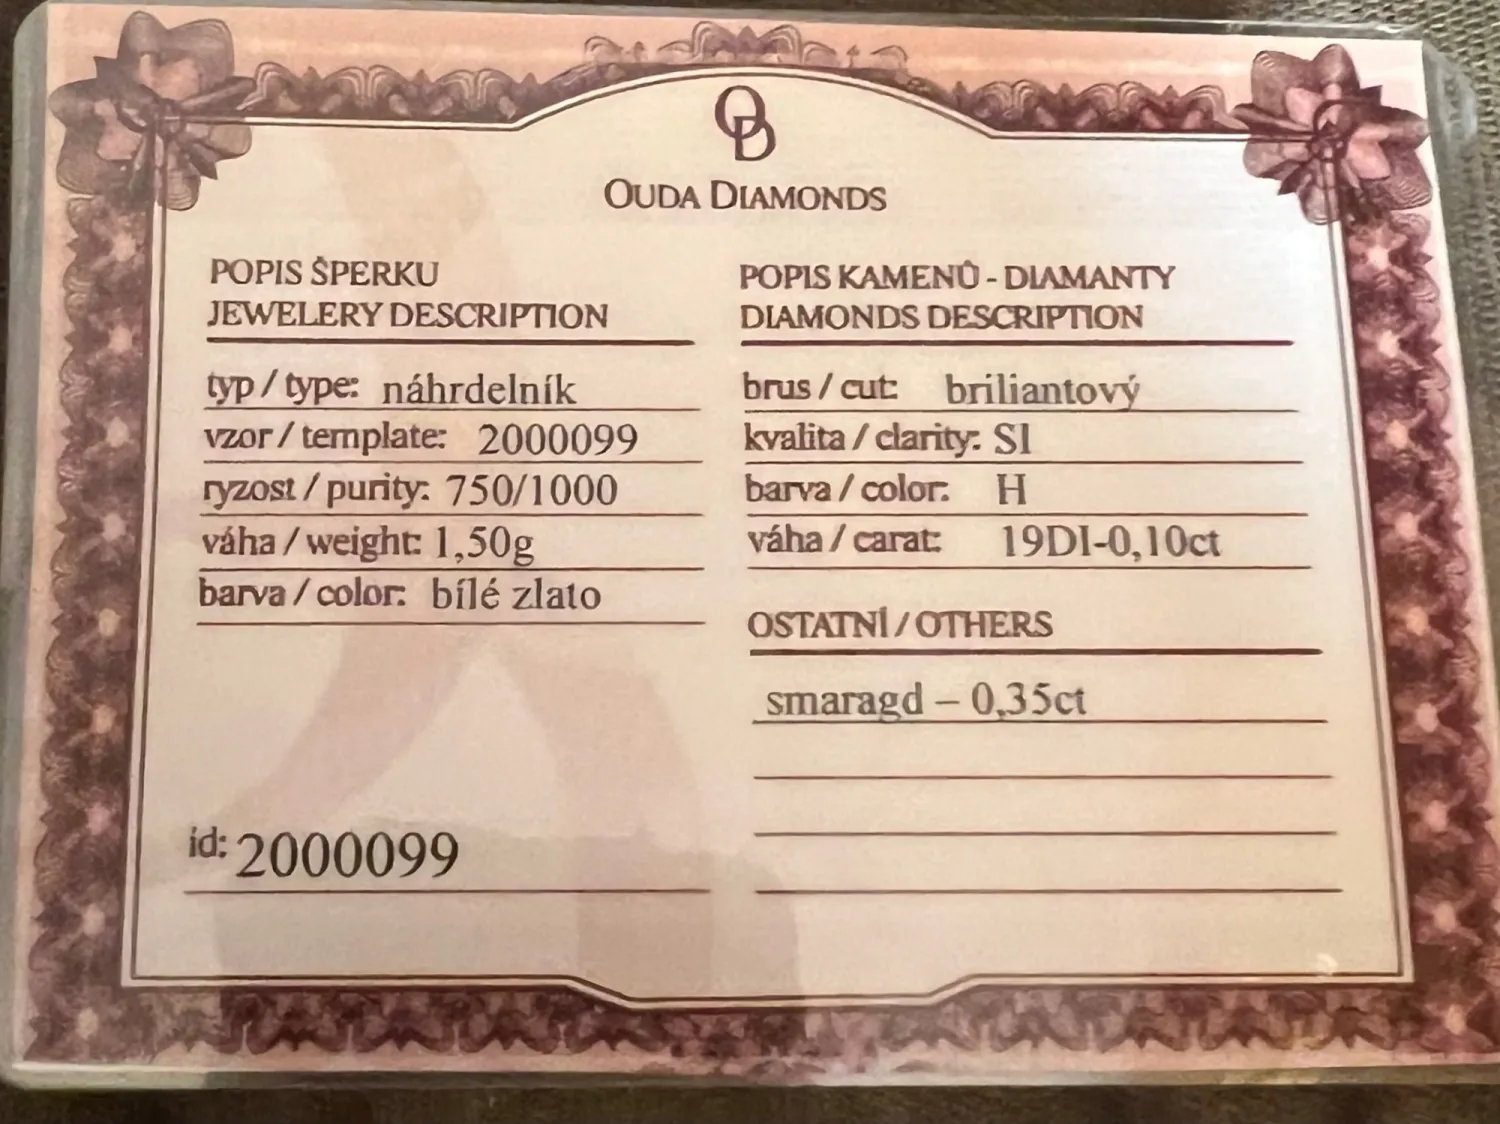 OD
OUDA DIAMONDS
POPIS ŠPERKU
JEWELERY DESCRIPTION
typ / type: náhrdelník
vzor / template: 2000099
ryzost / purity: 750/1000
váha / weight: 1,50g
barva / color: bílé zlato
id: 2000099
POPIS KAMENŮ - DIAMANTY
DIAMONDS DESCRIPTION
brus / cut: briliantový
kvalita / clarity: SI
barva / color: H
váha / carat: 19DI-0,10ct
OSTATNÍ / OTHERS
smaragd – 0,35ct